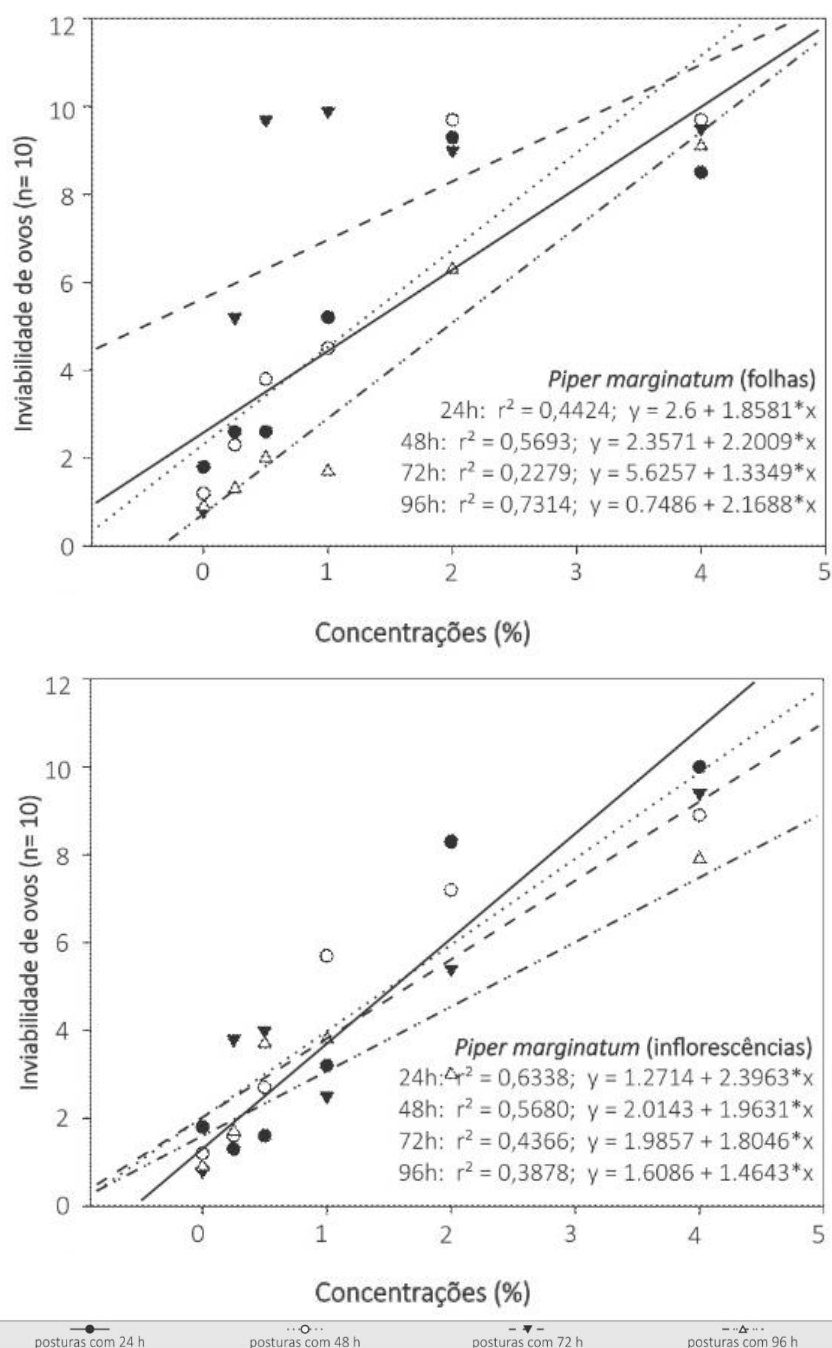 12
10
8
6
4
2
0
Inviabilidade de ovos (n= 10)
Piper marginatum (folhas)
24h: r² = 0,4424; y = 2.6 + 1.8581*x
48h: r² = 0,5693; y = 2.3571 + 2.2009*x
72h: r² = 0,2279; y = 5.6257 + 1.3349*x
96h: r² = 0,7314; y = 0.7486 + 2.1688*x
0 1 2 3 4 5
Concentrações (%)
12
10
8
6
4
2
0
Inviabilidade de ovos (n= 10)
Piper marginatum (inflorescências)
24h: r² = 0,6338; y = 1.2714 + 2.3963*x
48h: r² = 0,5680; y = 2.0143 + 1.9631*x
72h: r² = 0,4366; y = 1.9857 + 1.8046*x
96h: r² = 0,3878; y = 1.6086 + 1.4643*x
0 1 2 3 4 5
Concentrações (%)
posturas com 24 h posturas com 48 h posturas com 72 h posturas com 96 h